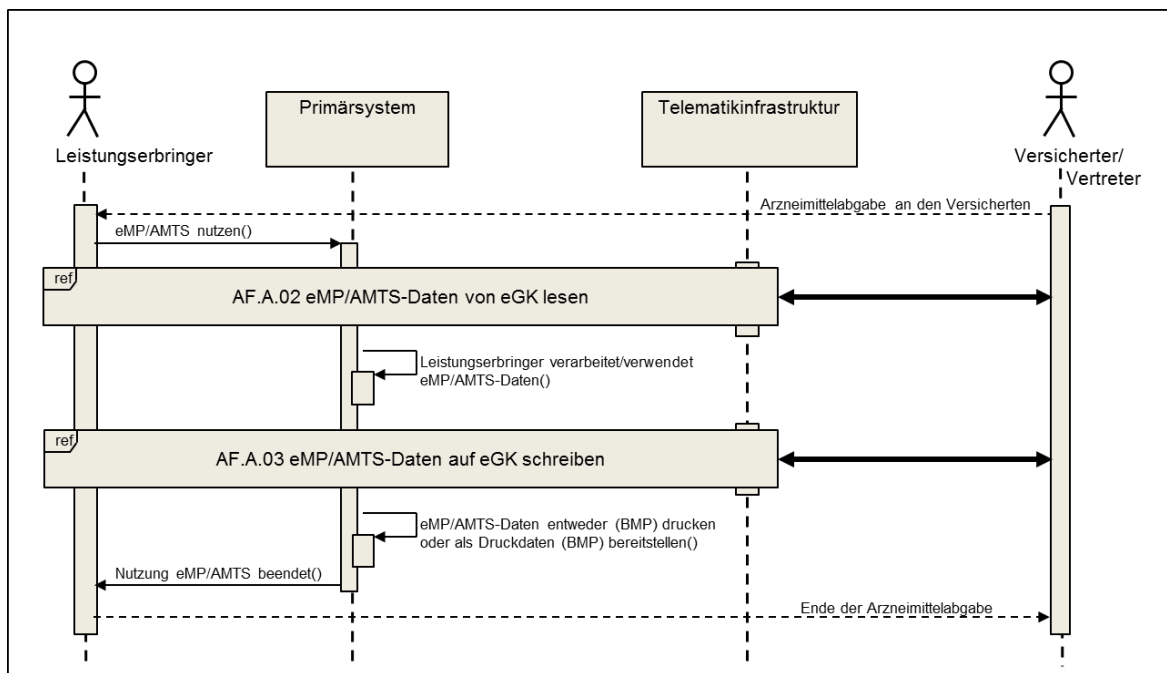 Primärsystem
Telematikinfrastruktur
Leistungserbringer
Versicherter/
Vertreter
Arzneimittelabgabe an den Versicherten
eMP/AMTS nutzen()
ref
AF.A.02 eMP/AMTS-Daten von eGK lesen
Leistungserbringer verarbeitet/verwendet
eMP/AMTS-Daten()
ref
AF.A.03 eMP/AMTS-Daten auf eGK schreiben
eMP/AMTS-Daten entweder (BMP) drucken
oder als Druckdaten (BMP) bereitstellen()
Nutzung eMP/AMTS beendet()
Ende der Arzneimittelabgabe